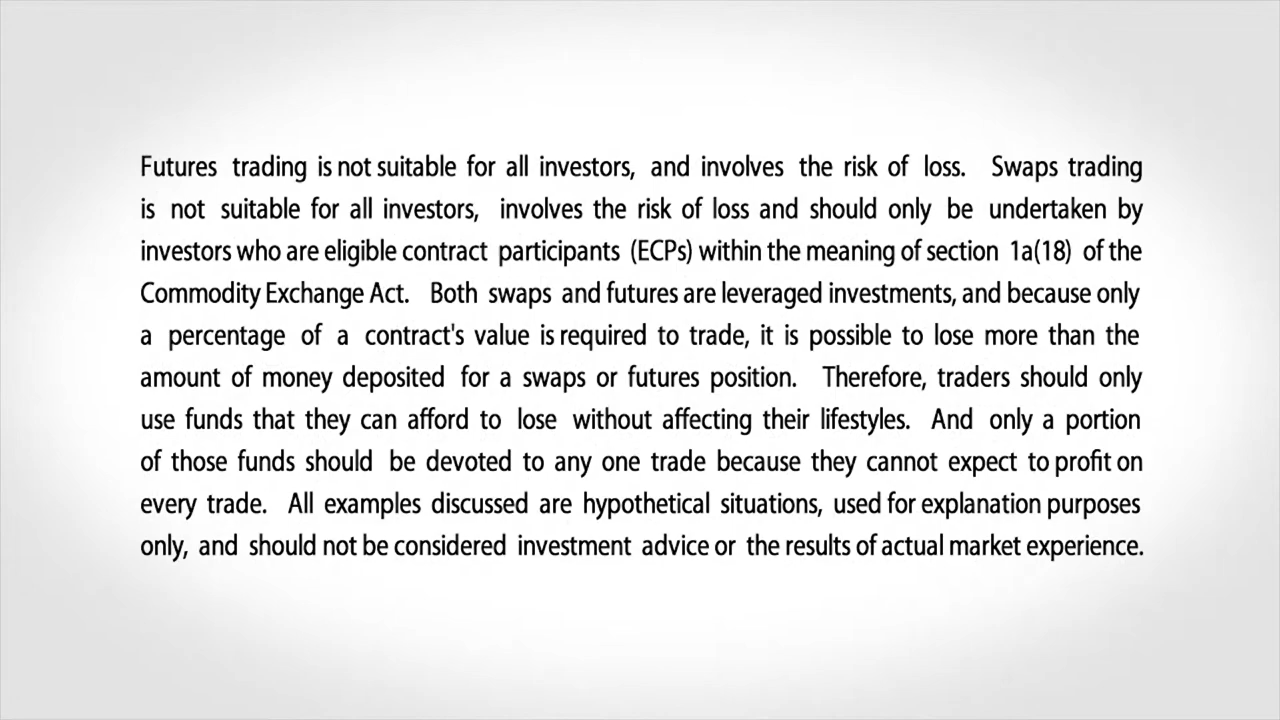 Futures trading is not suitable for all investors, and involves the risk of loss. Swaps trading
is not suitable for all investors, involves the risk of loss and should only be undertaken by
investors who are eligible contract participants (ECPs) within the meaning of section 1a(18) of the
Commodity Exchange Act. Both swaps and futures are leveraged investments, and because only
a percentage of a contract's value is required to trade, it is possible to lose more than the
amount of money deposited for a swaps or futures position. Therefore, traders should only
use funds that they can afford to lose without affecting their lifestyles. And only a portion
of those funds should be devoted to any one trade because they cannot expect to profit on
every trade. All examples discussed are hypothetical situations, used for explanation purposes
only, and should not be considered investment advice or the results of actual market experience.